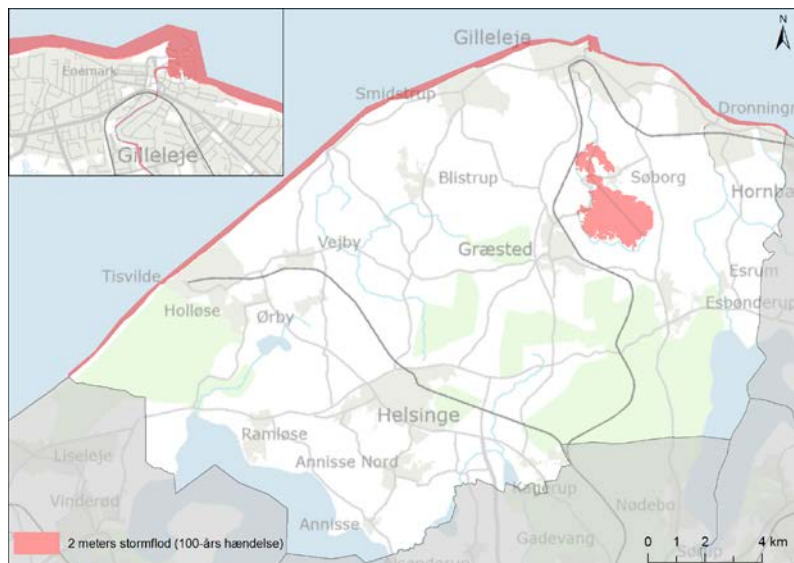 Enemark
Gilleleje
Gilleleje
N
Smidstrup
Dronningm
Blistrup
Søborg
Hornba
Vejby
Græsted
Tisvilde
Esrum
Holløse
Esbønderup
Ørby
Helsinge
Ramløse
Liseleje
Annisse Nord
Vinderød
Kagerup
Nødebo
Annisse
Gadevang
2 meters stormflod (100-års hændelse)
0 1 2 4 km